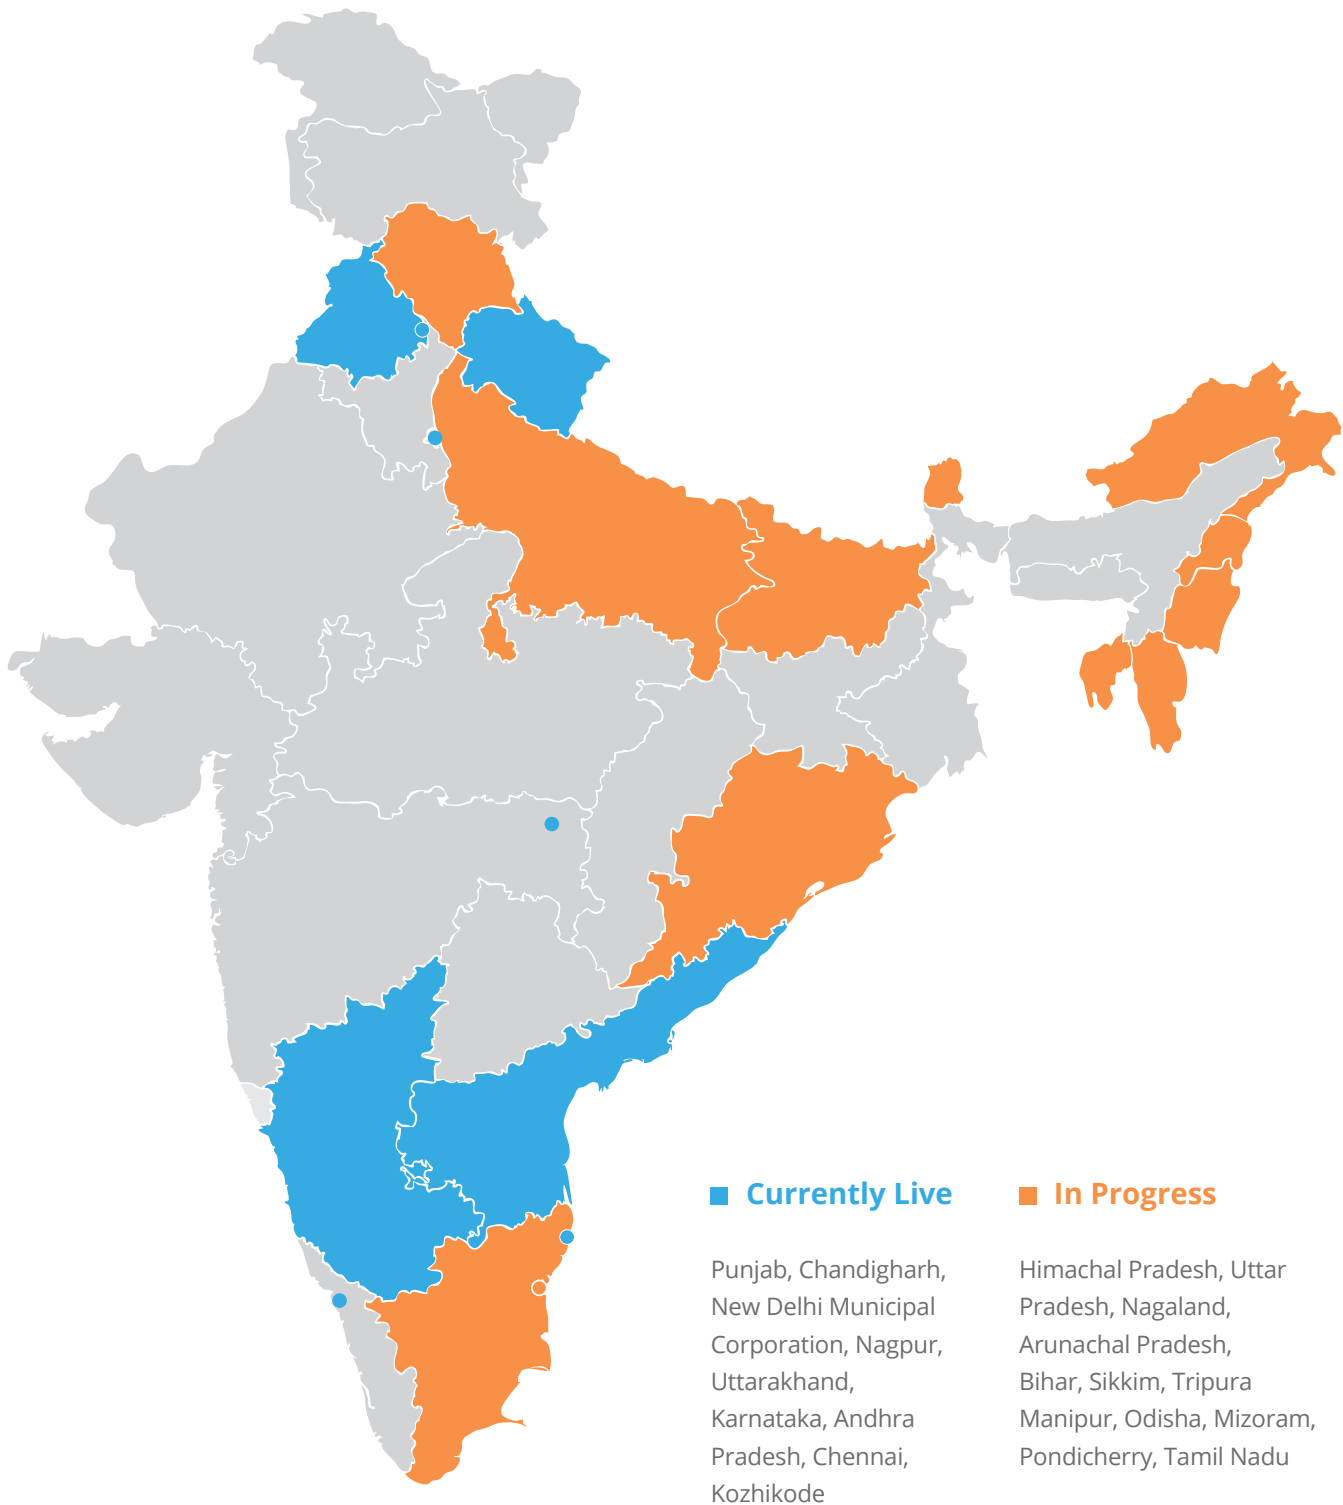 Currently Live
Punjab, Chandigharh,
New Delhi Municipal
Corporation, Nagpur,
Uttarakhand,
Karnataka, Andhra
Pradesh, Chennai,
Kozhikode
In Progress
Himachal Pradesh, Uttar
Pradesh, Nagaland,
Arunachal Pradesh,
Bihar, Sikkim, Tripura
Manipur, Odisha, Mizoram,
Pondicherry, Tamil Nadu